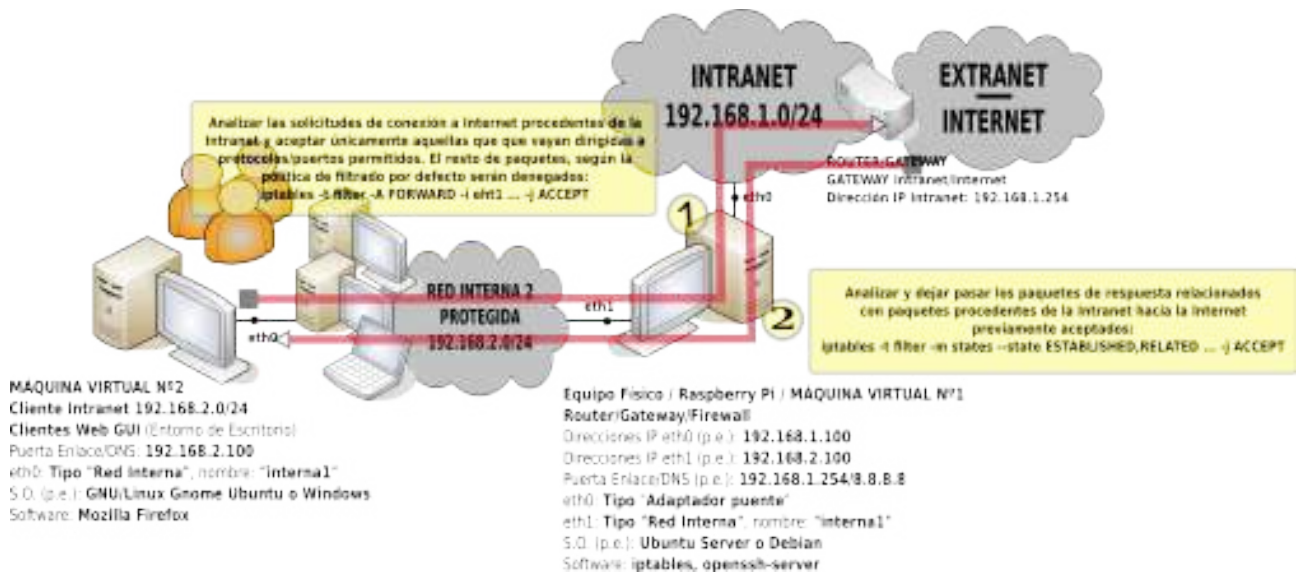 INTRANET
192.168.1.0/24
EXTRANET
INTERNET
Analizar las solicitudes de conexión a Internet procedentes de la
Intranet y aceptar únicamente aquellas que que vayan dirigidas a
protocolos/puertos permitidos. El resto de paquetes, según la
política de filtrado por defecto serán denegados:
iptables -t filter -A FORWARD -i eht1 ... -j ACCEPT
ROUTER/GATEWAY
GATEWAY Intranet/Internet
Dirección IP Intranet: 192.168.1.254
eth0
1
RED INTERNA 2
PROTEGIDA
192.168.2.0/24
eth1
eth0
2
Analizar y dejar pasar los paquetes de respuesta relacionados
con paquetes procedentes de la Intranet hacia la Internet
previamente aceptados:
iptables -t filter -m states --state ESTABLISHED,RELATED ... -j ACCEPT
MÁQUINA VIRTUAL Nº2
Cliente Intranet 192.168.2.0/24
Clientes Web GUI (Entorno de Escritorio)
Puerta Enlace/DNS: 192.168.2.100
eth0: Tipo "Red Interna", nombre: "interna1"
S.O. (p.e.): GNU/Linux Gnome Ubuntu o Windows
Software: Mozilla Firefox
Equipo Físico / Raspberry Pi / MÁQUINA VIRTUAL Nº1
Router/Gateway/Firewall
Direcciones IP eth0 (p.e.): 192.168.1.100
Direcciones IP eth1 (p.e.): 192.168.2.100
Puerta Enlace/DNS (p.e.): 192.168.1.254/8.8.8.8
eth0: Tipo "Adaptador puente"
eth1: Tipo "Red Interna", nombre: "interna1"
S.O. (p.e.): Ubuntu Server o Debian
Software: iptables, openssh-server